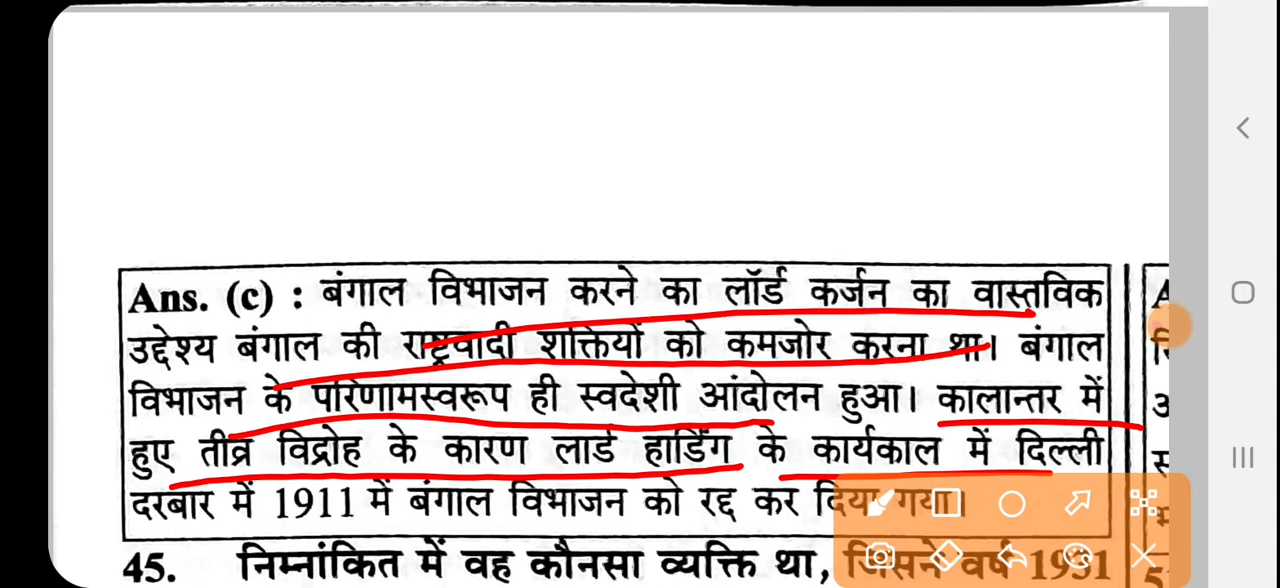 Ans. (c) : बंगाल विभाजन करने का लॉर्ड कर्जन का वास्तविक
उद्देश्य बंगाल की राष्ट्रवादी शक्तियों को कमजोर करना था। बंगाल
विभाजन के परिणामस्वरूप ही स्वदेशी आंदोलन हुआ। कालान्तर में
हुए तीव्र विद्रोह के कारण लार्ड हार्डिंग के कार्यकाल में दिल्ली
दरबार में 1911 में बंगाल विभाजन को रद्द कर दिया गया।
45. निम्नांकित में वह कौनसा व्यक्ति था, जिसने वर्ष 1931